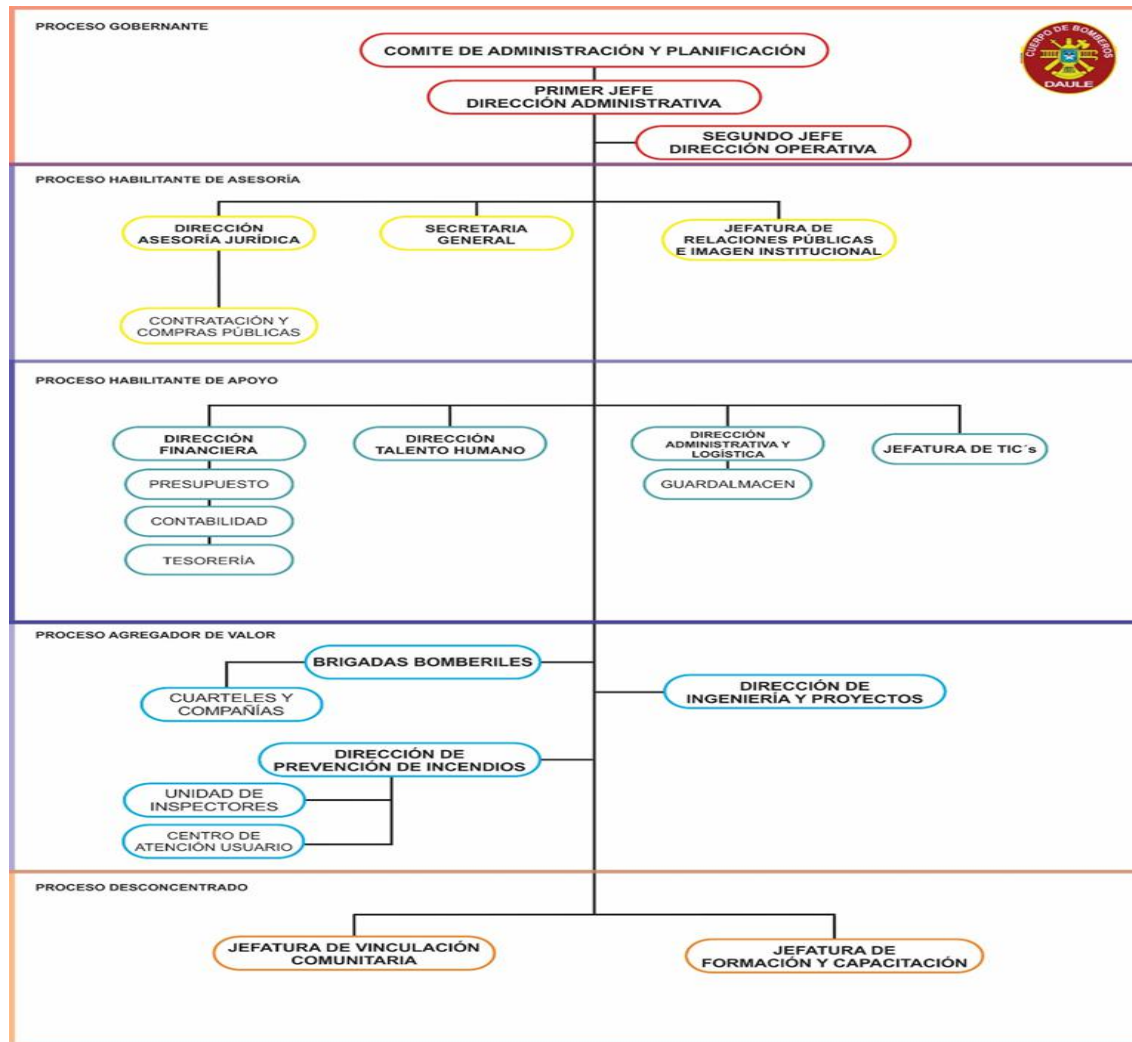 PROCESO GOBERNANTE
COMITE DE ADMINISTRACIÓN Y PLANIFICACIÓN
CUERPO DE BOMBEROS
DAULE
PRIMER JEFE
DIRECCIÓN ADMINISTRATIVA
SEGUNDO JEFE
DIRECCIÓN OPERATIVA
PROCESO HABILITANTE DE ASESORÍA
DIRECCIÓN
ASESORÍA JURÍDICA
SECRETARIA
GENERAL
JEFATURA DE
RELACIONES PÚBLICAS
E IMAGEN INSTITUCIONAL
CONTRATACIÓN Y
COMPRAS PÚBLICAS
PROCESO HABILITANTE DE APOYO
DIRECCIÓN
FINANCIERA
DIRECCIÓN
TALENTO HUMANO
DIRECCIÓN
ADMINISTRATIVA Y
LOGÍSTICA
JEFATURA DE TIC´s
PRESUPUESTO
GUARDALMACEN
CONTABILIDAD
TESORERÍA
PROCESO AGREGADOR DE VALOR
BRIGADAS BOMBERILES
CUARTELES Y
COMPAÑÍAS
DIRECCIÓN DE
INGENIERÍA Y PROYECTOS
DIRECCIÓN DE
PREVENCIÓN DE INCENDIOS
UNIDAD DE
INSPECTORES
CENTRO DE
ATENCIÓN USUARIO
PROCESO DESCONCENTRADO
JEFATURA DE VINCULACIÓN
COMUNITARIA
JEFATURA DE
FORMACIÓN Y CAPACITACIÓN